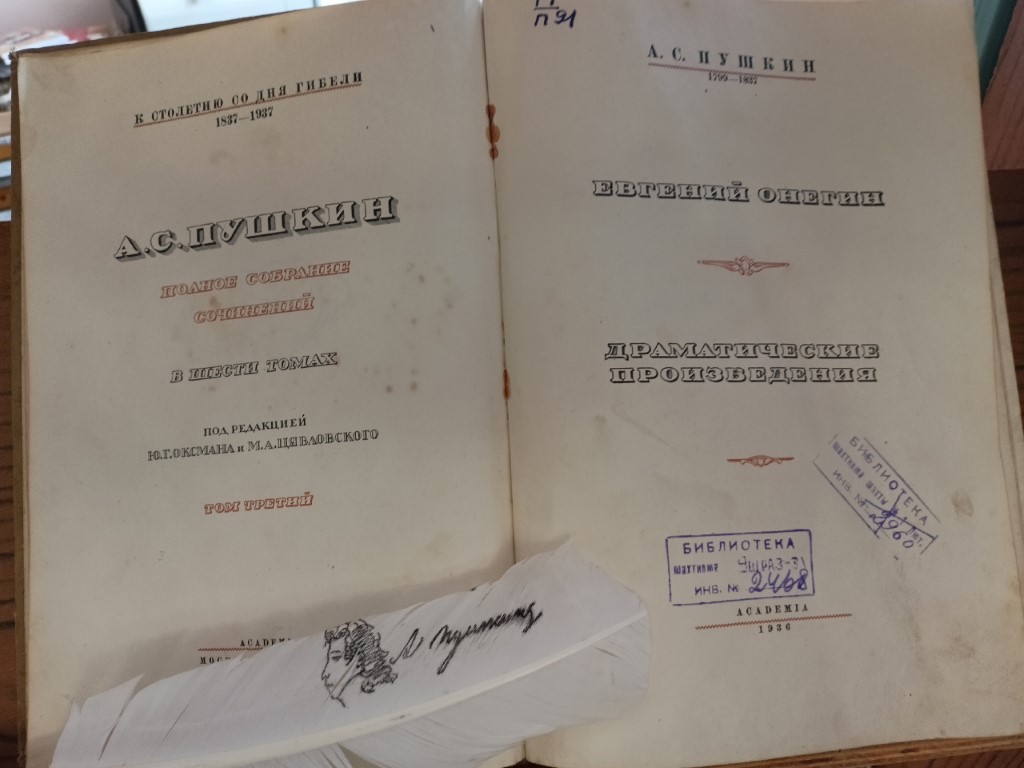 К СТОЛЕТИЮ СО ДНЯ ГИБЕЛИ
1837—1937
А.С.ПУШКИН
ПОЛНОЕ СОБРАНИЕ
СОЧИНЕНИЙ
В ШЕСТИ ТОМАХ
ПОД РЕДАКЦИЕЙ
Ю.Г.ОКСМАНА и М.А.ЦЯВЛОВСКОГО
ТОМ ТРЕТИЙ
ACADEMIA
П 91
А. С. ПУШКИН
1799—1837
ЕВГЕНИЙ ОНЕГИН
ДРАМАТИЧЕСКИЕ
ПРОИЗВЕДЕНИЯ
БИБЛИОТЕКА
ИНВ. №
БИБЛИОТЕКА
ИНВ. № 2468
ACADEMIA
1936